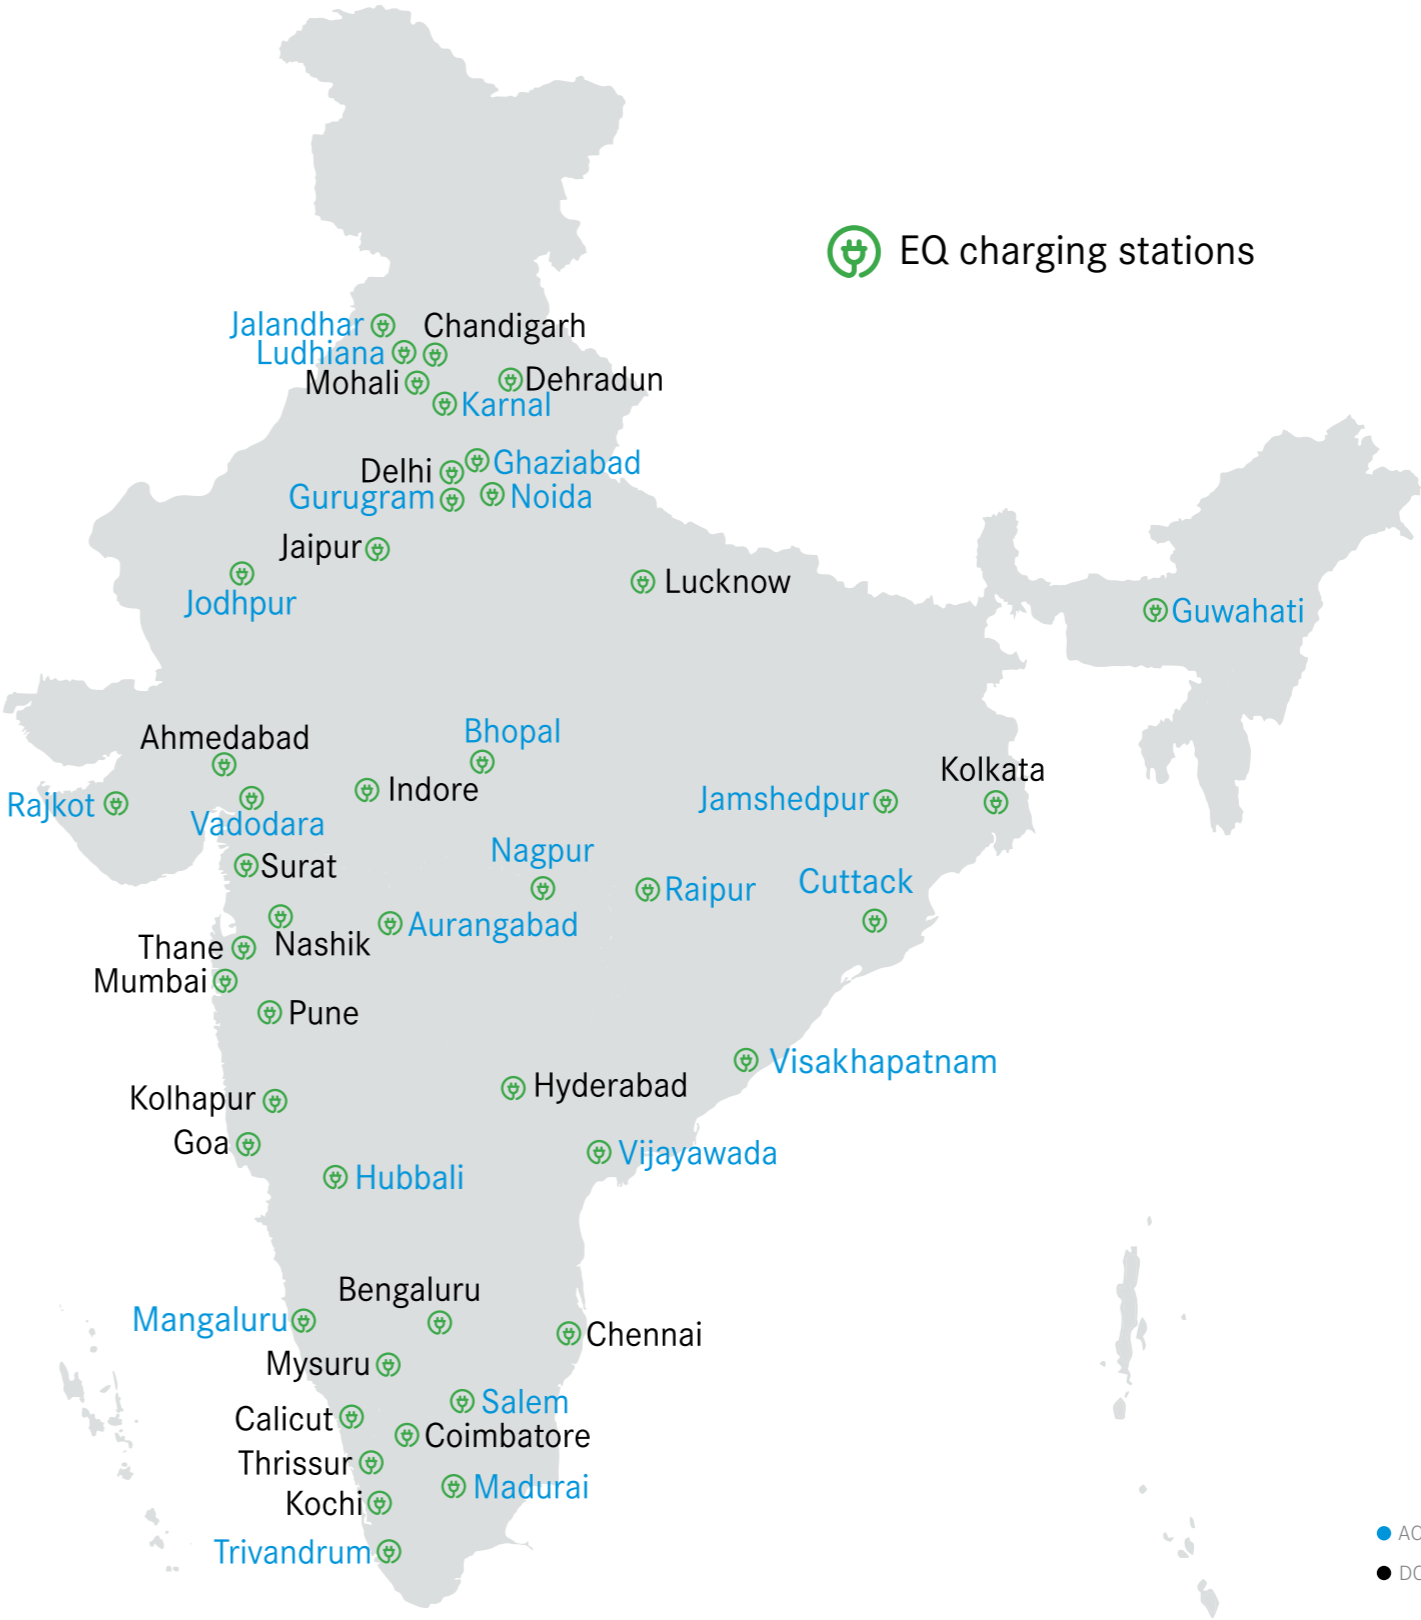 EQ charging stations
Jalandhar
Chandigarh
Ludhiana
Mohali
Dehradun
Karnal
Delhi
Ghaziabad
Gurugram
Noida
Jaipur
Jodhpur
Lucknow
Guwahati
Ahmedabad
Bhopal
Kolkata
Rajkot
Vadodara
Indore
Jamshedpur
Surat
Nagpur
Raipur
Cuttack
Aurangabad
Nashik
Thane
Mumbai
Pune
Visakhapatnam
Hyderabad
Kolhapur
Goa
Vijayawada
Hubbali
Bengaluru
Mangaluru
Chennai
Mysuru
Salem
Calicut
Coimbatore
Thrissur
Madurai
Kochi
Trivandrum